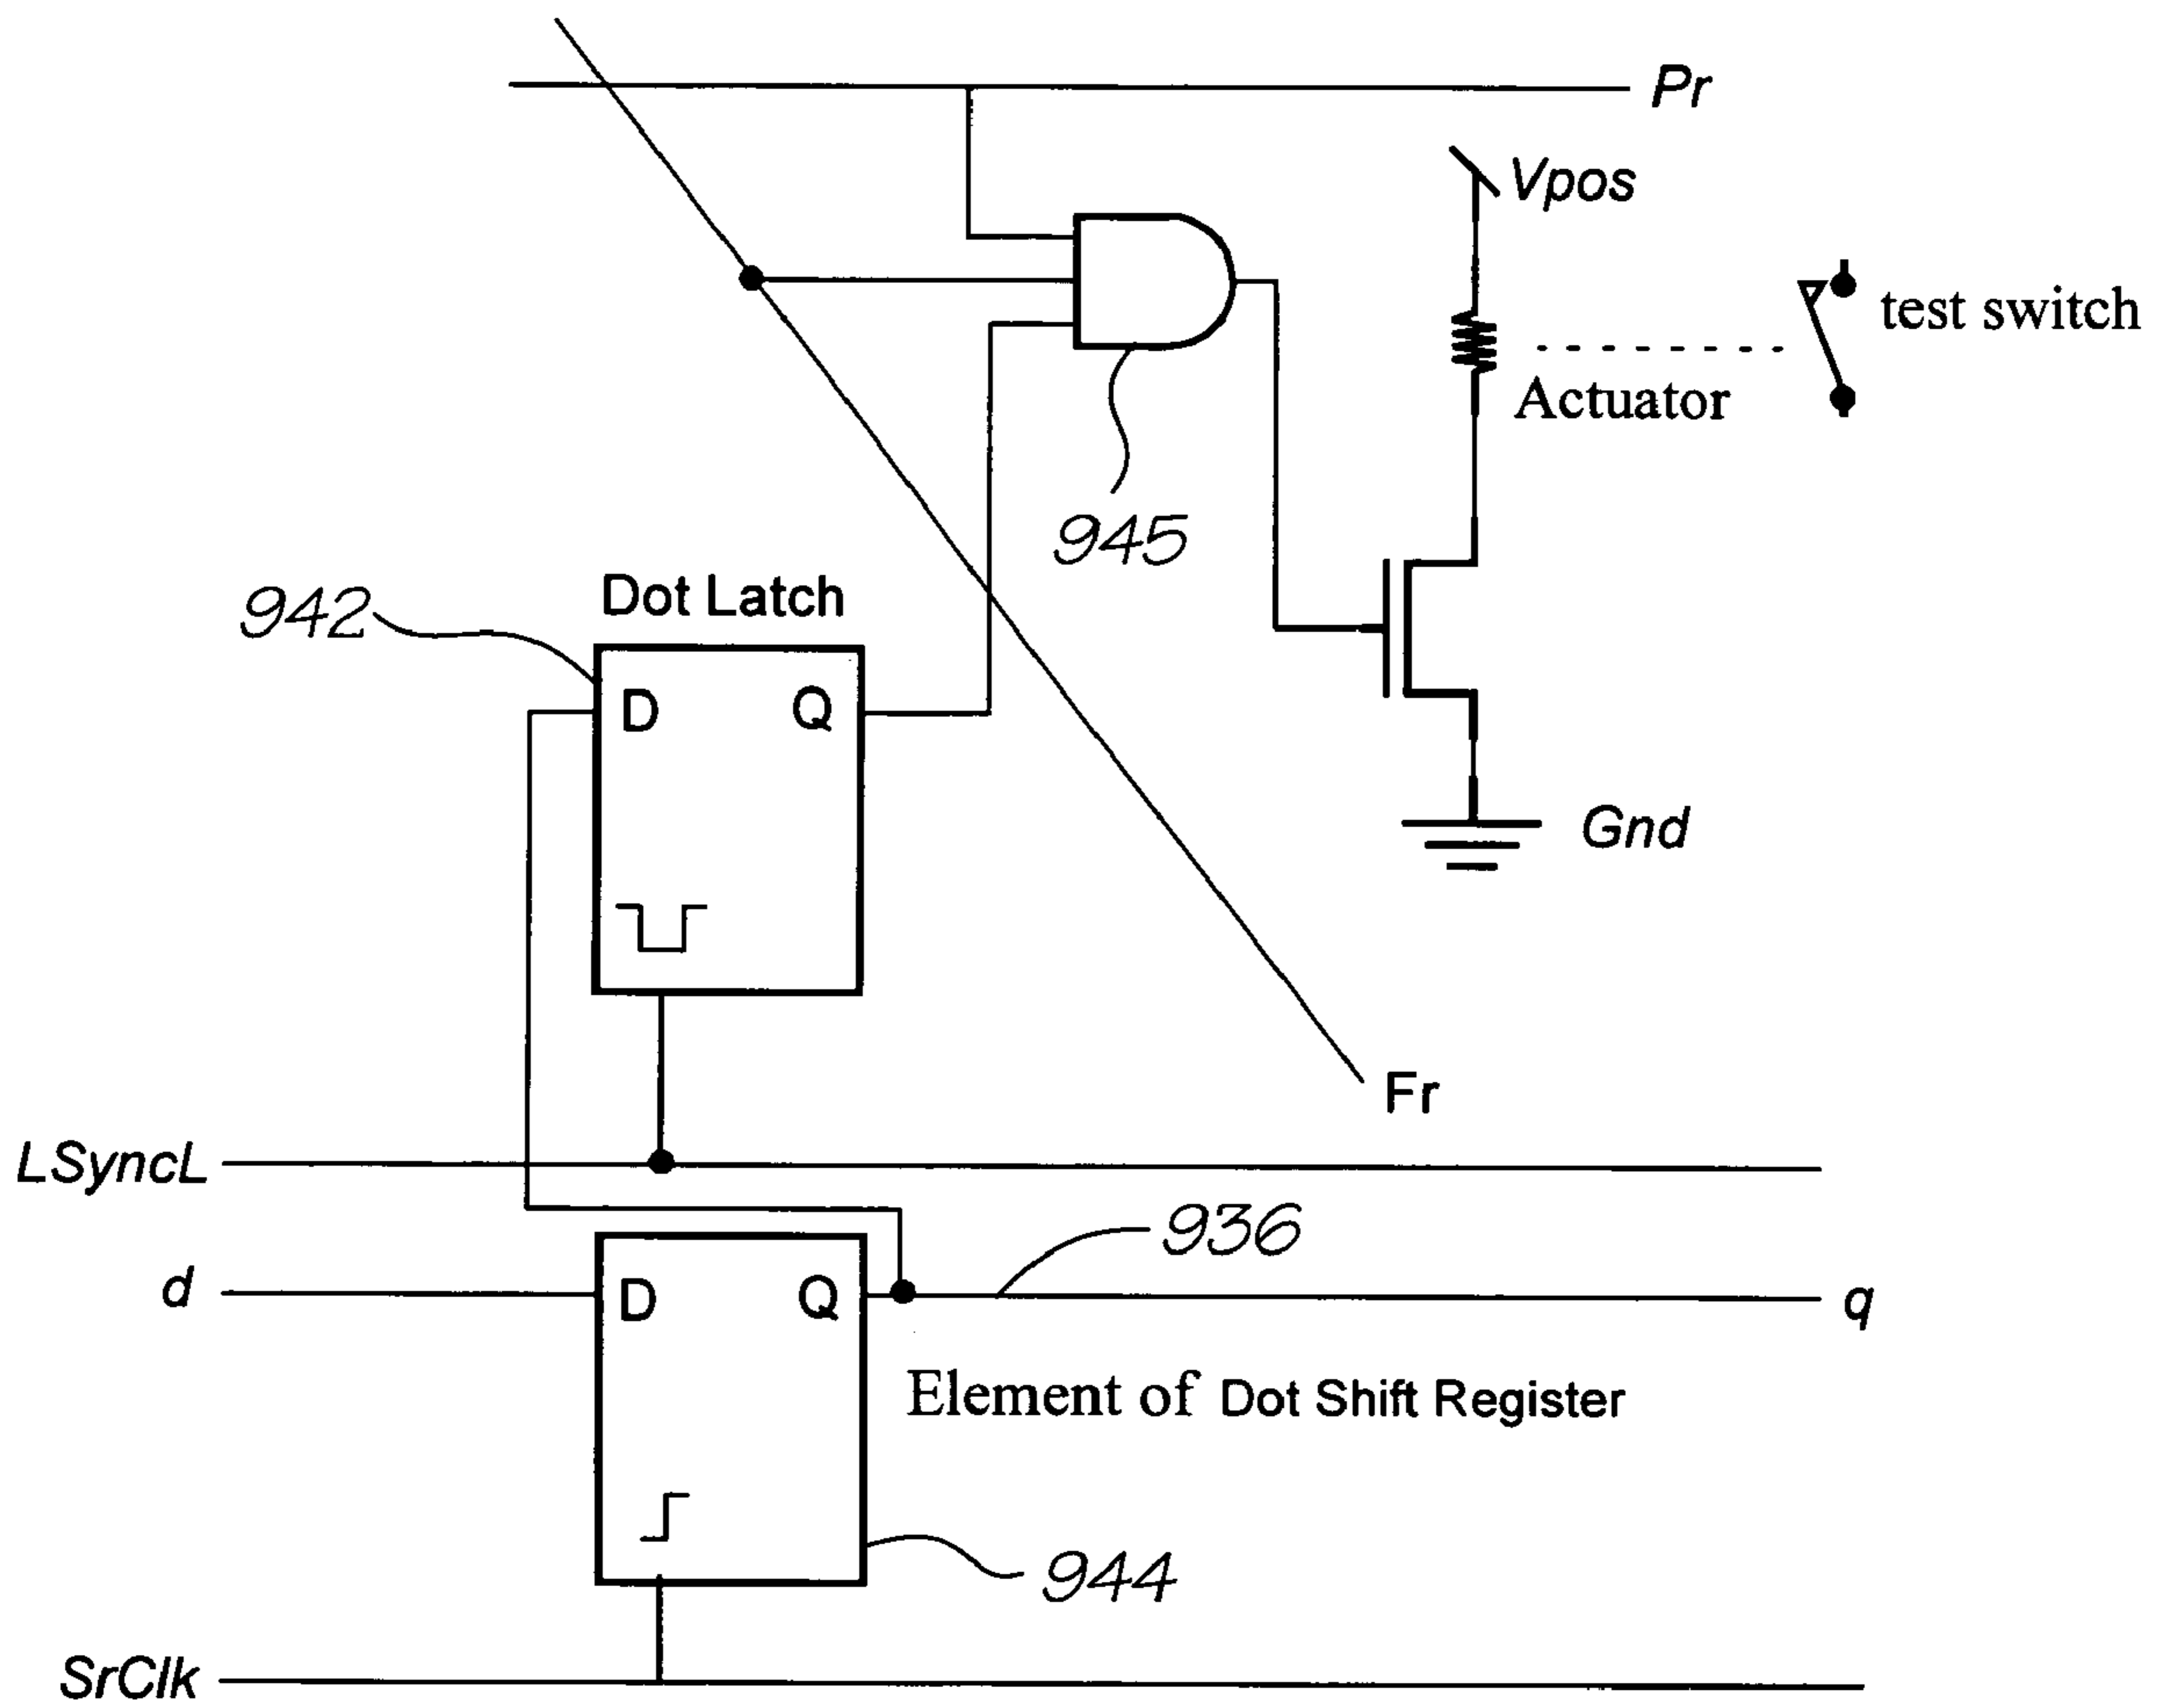 Pr
Vpos
test switch
Actuator
945
942
Dot Latch
D Q
Gnd
Fr
LSyncL
936
d
D Q
q
Element of Dot Shift Register
944
SrClk